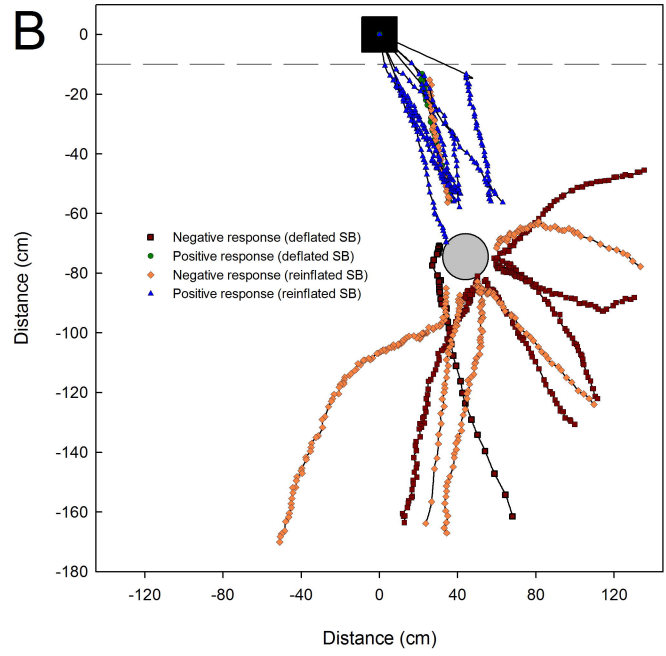 B
0
-20
-40
-60
-80
-100
-120
-140
-160
-180
Distance (cm)
Negative response (deflated SB)
Positive response (deflated SB)
Negative response (reinflated SB)
Positive response (reinflated SB)
-120
-80
-40
0
40
80
120
Distance (cm)